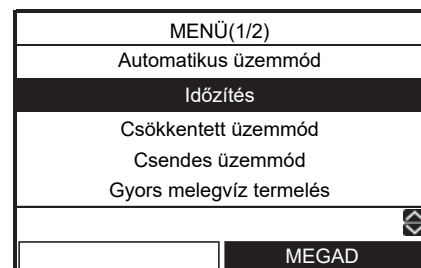 MENÜ(1/2)
Automatikus üzemmód
Időzítés
Csökkentett üzemmód
Csendes üzemmód
Gyors melegvíz termelés
MEGAD